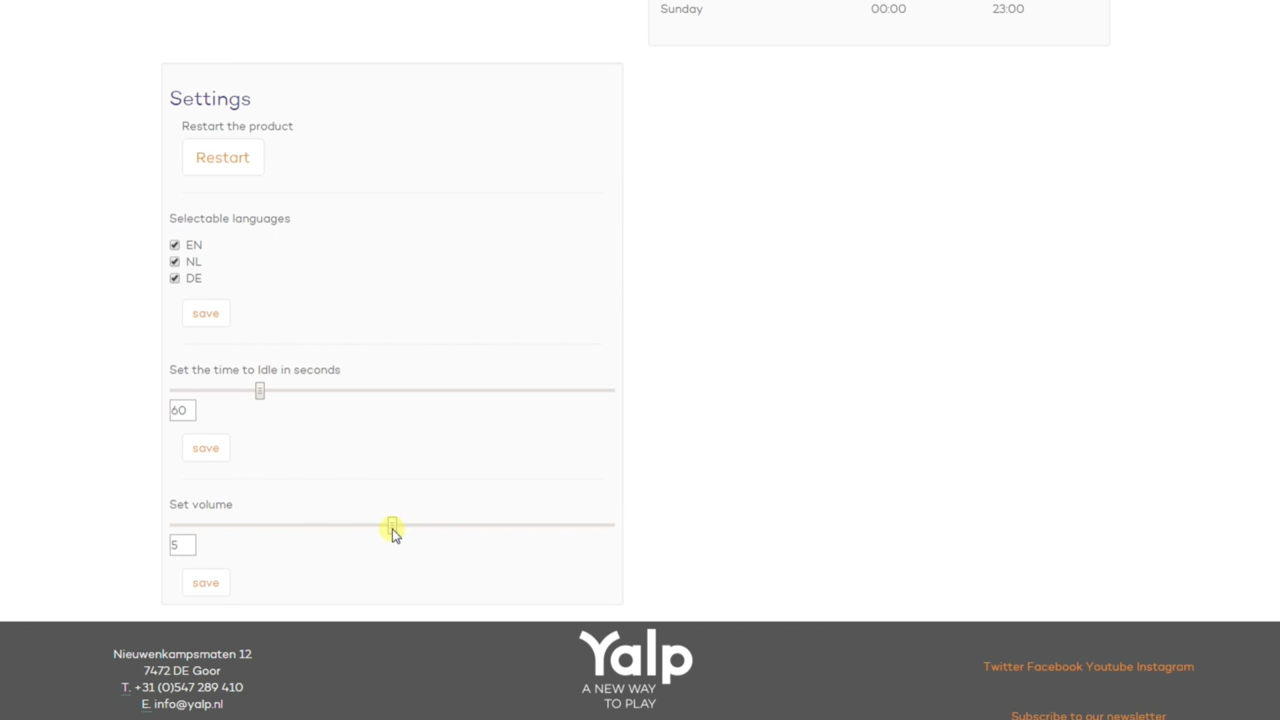 Sunday 00:00 23:00
Settings
Restart the product
Restart
Selectable languages
EN
NL
DE
save
Set the time to Idle in seconds
60
save
Set volume
5
save
Nieuwenkampsmaten 12
7472 DE Goor
T. +31 (0)547 289 410
E. info@yalp.nl
Yalp
A NEW WAY
TO PLAY
Twitter Facebook Youtube Instagram
Subscribe to our newsletter